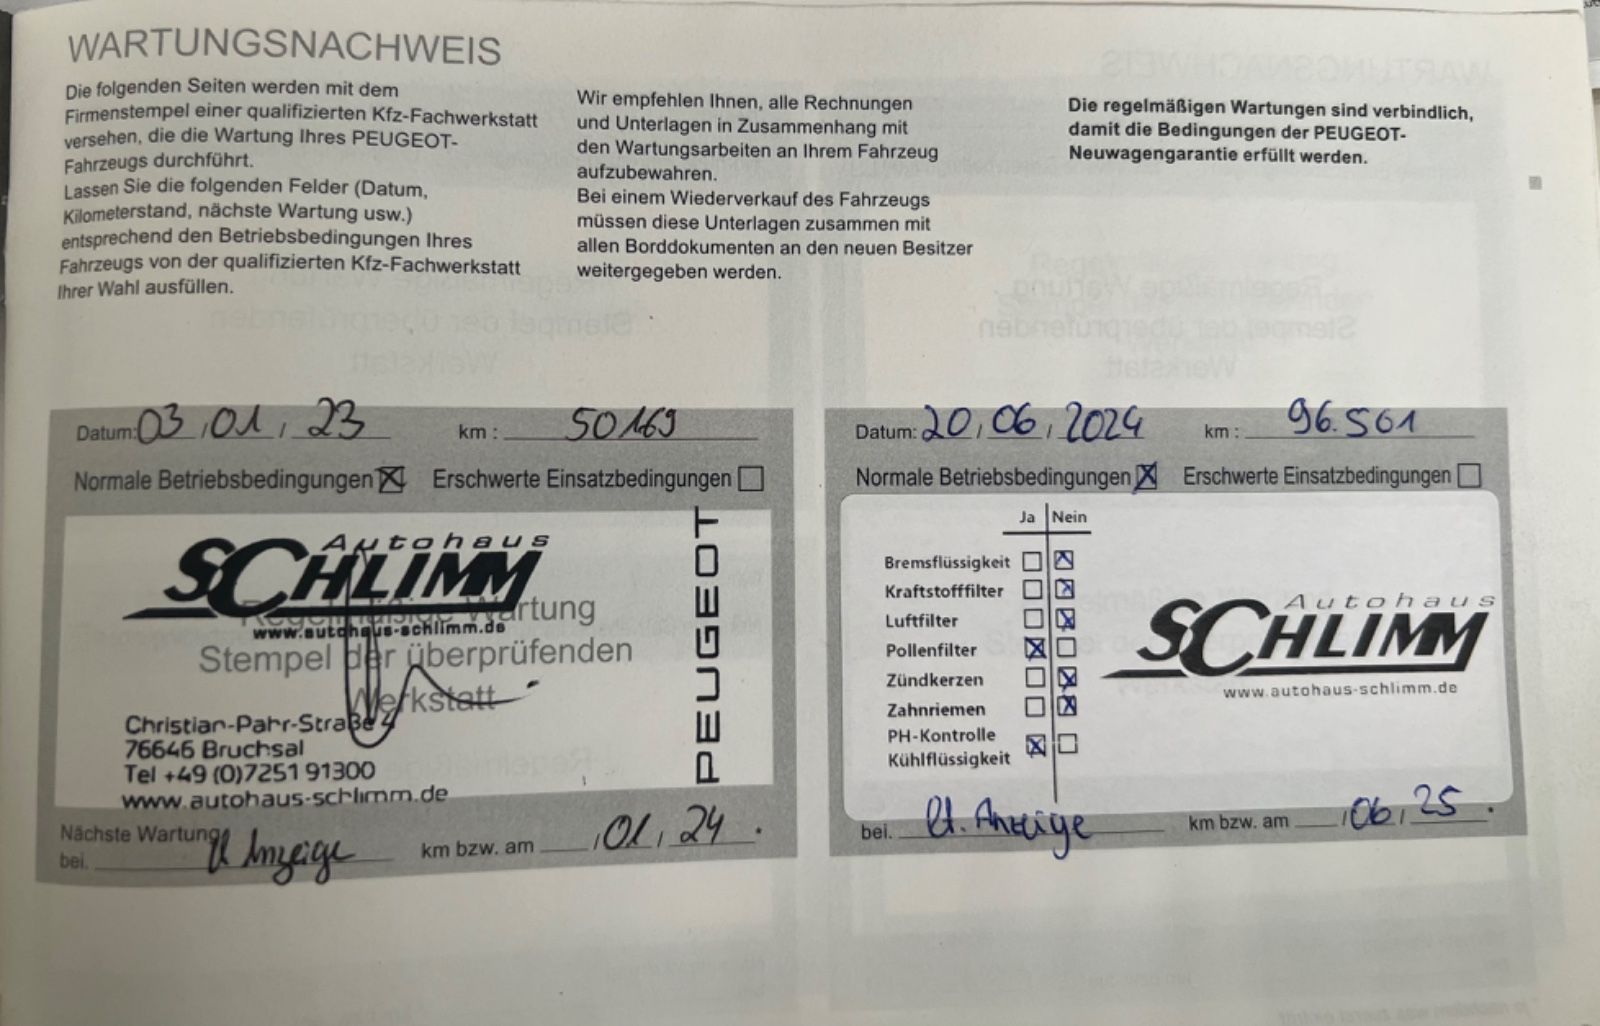 WARTUNGSNACHWEIS
Die folgenden Seiten werden mit dem
Firmenstempel einer qualifizierten Kfz-Fachwerkstatt
versehen, die die Wartung Ihres PEUGEOT-
Fahrzeugs durchführt.
Lassen Sie die folgenden Felder (Datum,
Kilometerstand, nächste Wartung usw.)
entsprechend den Betriebsbedingungen Ihres
Fahrzeugs von der qualifizierten Kfz-Fachwerkstatt
Ihrer Wahl ausfüllen.
Wir empfehlen Ihnen, alle Rechnungen
und Unterlagen in Zusammenhang mit
den Wartungsarbeiten an Ihrem Fahrzeug
aufzubewahren.
Bei einem Wiederverkauf des Fahrzeugs
müssen diese Unterlagen zusammen mit
allen Borddokumenten an den neuen Besitzer
weitergegeben werden.
Die regelmäßigen Wartungen sind verbindlich,
damit die Bedingungen der PEUGEOT-
Neuwagengarantie erfüllt werden.
Datum: 03, 01, 23 km : 50169
Normale Betriebsbedingungen ☒ Erschwerte Einsatzbedingungen ☐
Autohaus
SCHLIMM
Regelmäßige Wartung
www.autohaus-schlimm.de
Stempel der überprüfenden
Werkstatt
PEUGEOT
Christian-Pahr-Straße 4
76646 Bruchsal
Tel +49 (0)7251 91300
www.autohaus-schlimm.de
Nächste Wartung
bei. lt Anzeige km bzw. am , 01, 24.
Datum: 20, 06, 2024 km : 96.501
Normale Betriebsbedingungen ☒ Erschwerte Einsatzbedingungen ☐
Ja Nein
Bremsflüssigkeit ☐ ☒
Kraftstofffilter ☐ ☒
Luftfilter ☐ ☒
Pollenfilter ☒ ☐
Zündkerzen ☐ ☒
Zahnriemen ☐ ☒
PH-Kontrolle
Kühlflüssigkeit ☒ ☐
Autohaus
SCHLIMM
www.autohaus-schlimm.de
bei. lt. Anzeige km bzw. am , 06, 25.